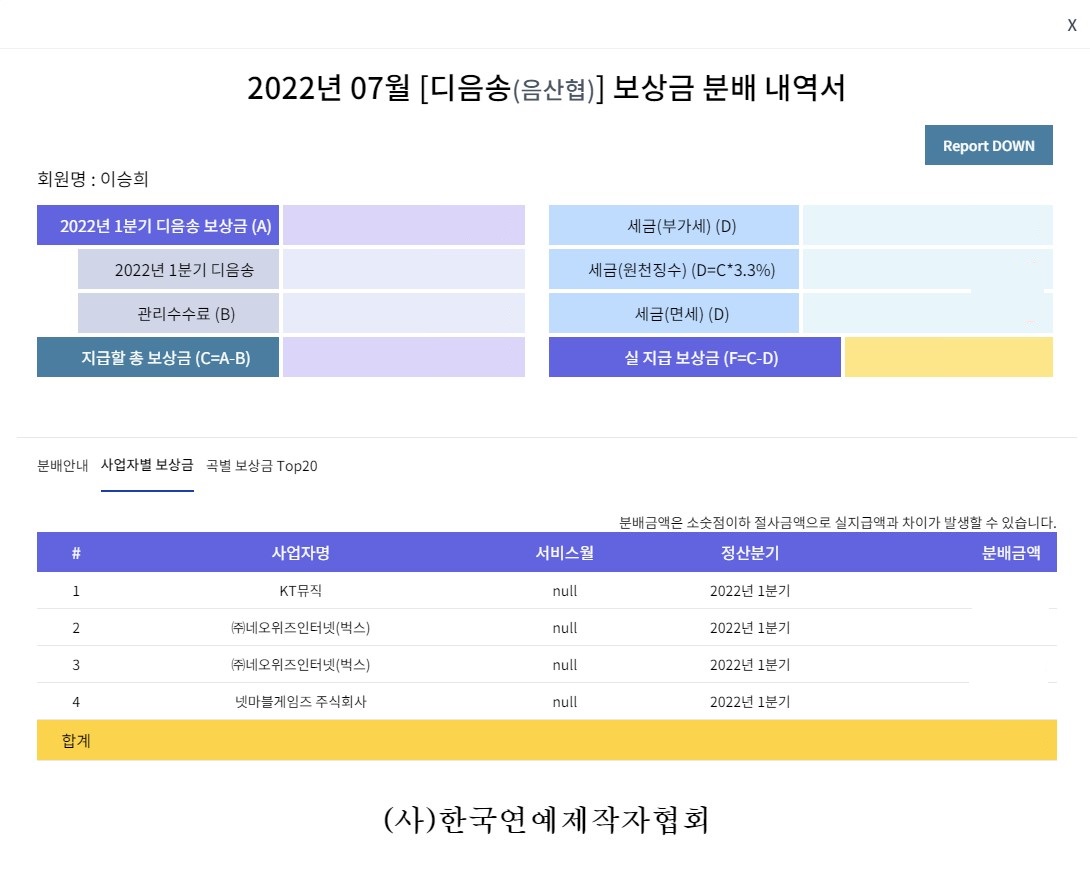 X
2022년 07월 [디음송(음산협)] 보상금 분배 내역서
Report DOWN
회원명 : 이승희
2022년 1분기 디음송 보상금 (A)
세금(부가세) (D)
2022년 1분기 디음송
세금(원천징수) (D=C*3.3%)
관리수수료 (B)
세금(면세) (D)
지급할 총 보상금 (C=A-B)
실 지급 보상금 (F=C-D)
분배안내 사업자별 보상금 곡별 보상금 Top20
분배금액은 소숫점이하 절사금액으로 실지급액과 차이가 발생할 수 있습니다.
# 사업자명 서비스월 정산분기 분배금액
1 KT뮤직 null 2022년 1분기
2 ㈜네오위즈인터넷(벅스) null 2022년 1분기
3 ㈜네오위즈인터넷(벅스) null 2022년 1분기
4 넷마블게임즈 주식회사 null 2022년 1분기
합계
(사)한국연예제작자협회